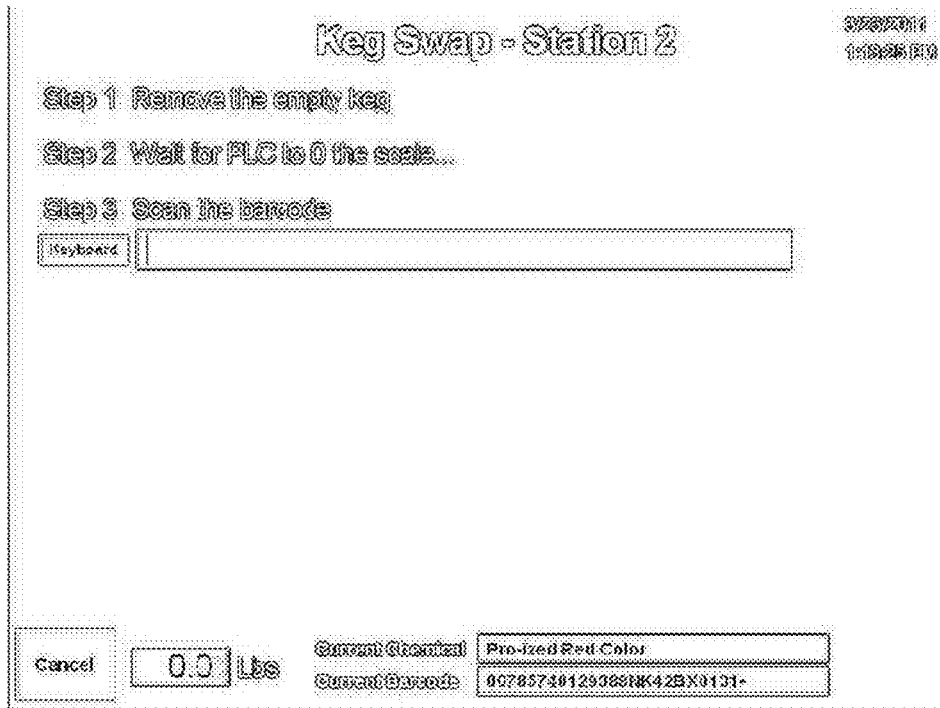 Keg Swap - Station 2
Step 1 Remove the empty keg
Step 2 Wait for PLC to 0 the scale...
Step 3 Scan the barcode
Keyboard
Cancel
0.0 Lbs
Current Chemical Pro-ized Red Color
Current Barcode